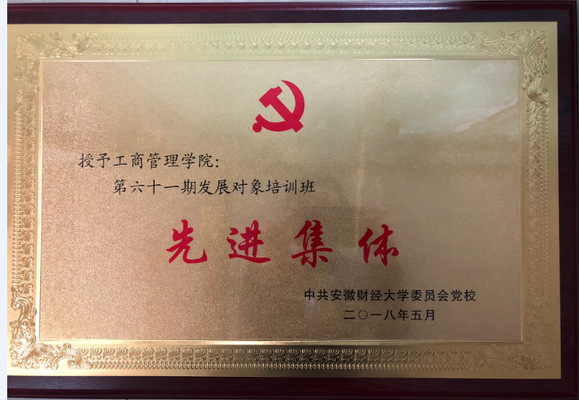 授予工商管理学院：
第六十一期发展对象培训班
先进集体
中共安徽财经大学委员会党校
二〇一八年五月